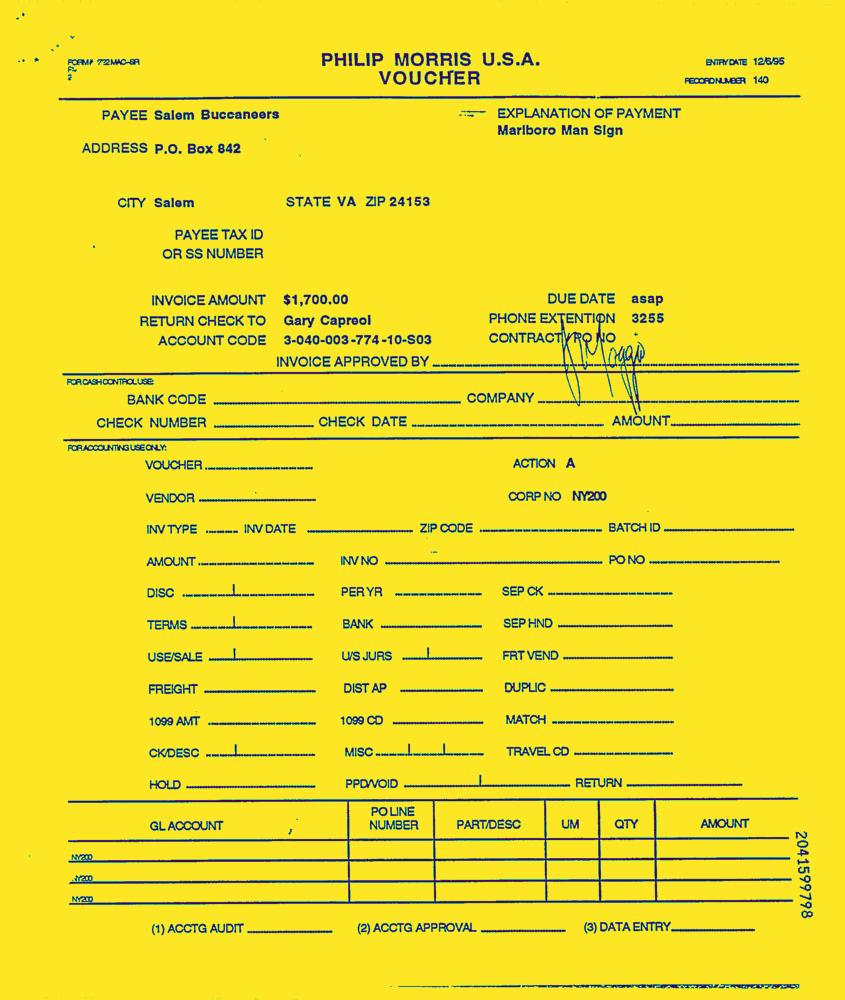 FORM# 732 MAC-SR
PHILIP MORRIS U.S.A.
VOUCHER
ENTRY DATE 12/6/95
2
RECORD NUMBER 140
PAYEE Salem Buccaneers
EXPLANATION OF PAYMENT
Marlboro Man Sign
ADDRESS P.O. Box 842
CITY Salem STATE VA ZIP 24153
PAYEE TAX ID
OR SS NUMBER
INVOICE AMOUNT $1,700.00 DUE DATE asap
RETURN CHECK TO Gary Capreol PHONE EXTENTION 3255
ACCOUNT CODE 3-040-003-774-10-S03 CONTRACT/PO NO
INVOICE APPROVED BY
FOR CASH CONTROL USE:
BANK CODE COMPANY
CHECK NUMBER CHECK DATE AMOUNT
FOR ACCOUNTING USE ONLY:
VOUCHER ACTION A
VENDOR CORP NO NY200
INV TYPE INV DATE ZIP CODE BATCH ID
AMOUNT INV NO PO NO
DISC PER YR SEP CK
TERMS BANK SEP HND
USE/SALE U/S JURS FRT VEND
FREIGHT DIST AP DUPLIC
1099 AMT 1099 CD MATCH
CK/DESC MISC TRAVEL CD
HOLD PPD/VOID RETURN
GL ACCOUNT PO LINE NUMBER PART/DESC UM QTY AMOUNT
NY200
NY200
NY200
2041599798
(1) ACCTG AUDIT (2) ACCTG APPROVAL (3) DATA ENTRY